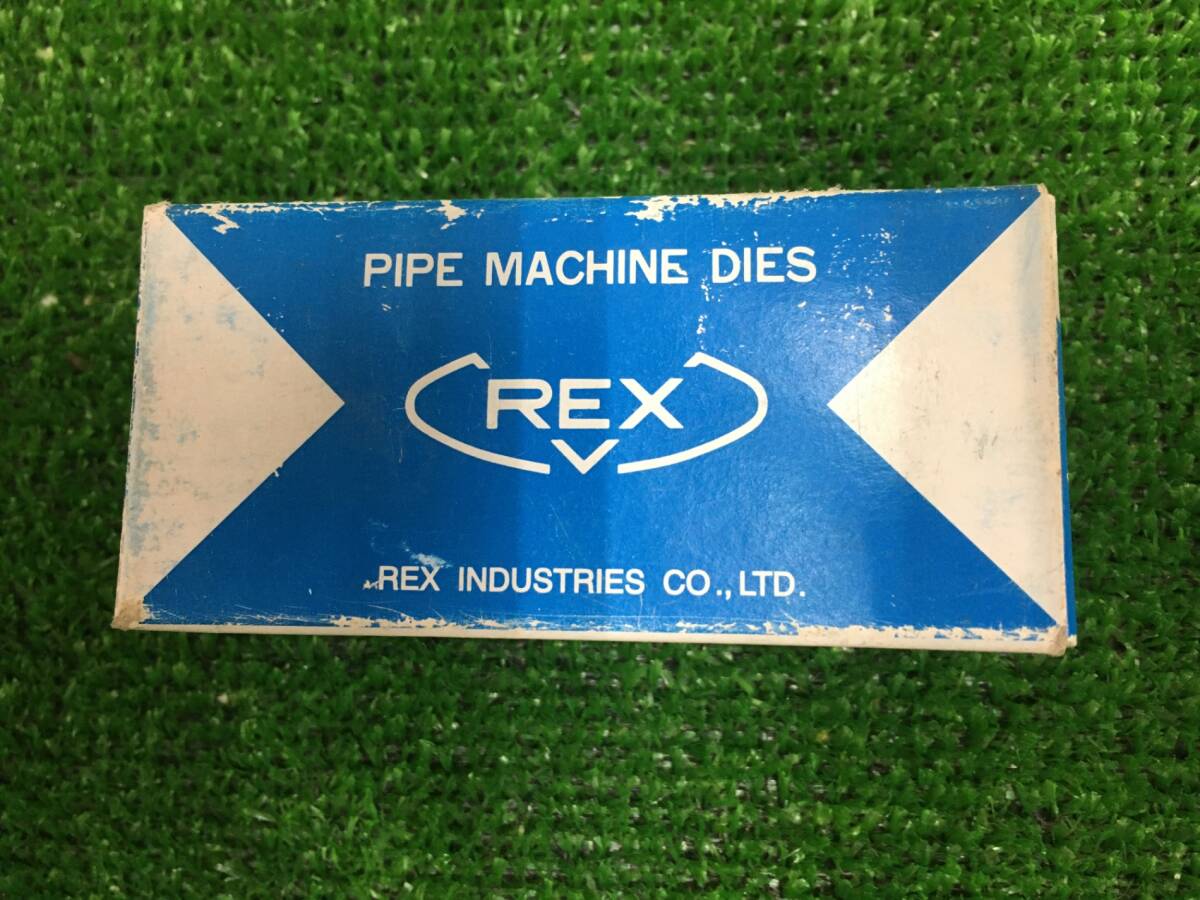 PIPE MACHINE DIES
REX
REX INDUSTRIES CO., LTD.